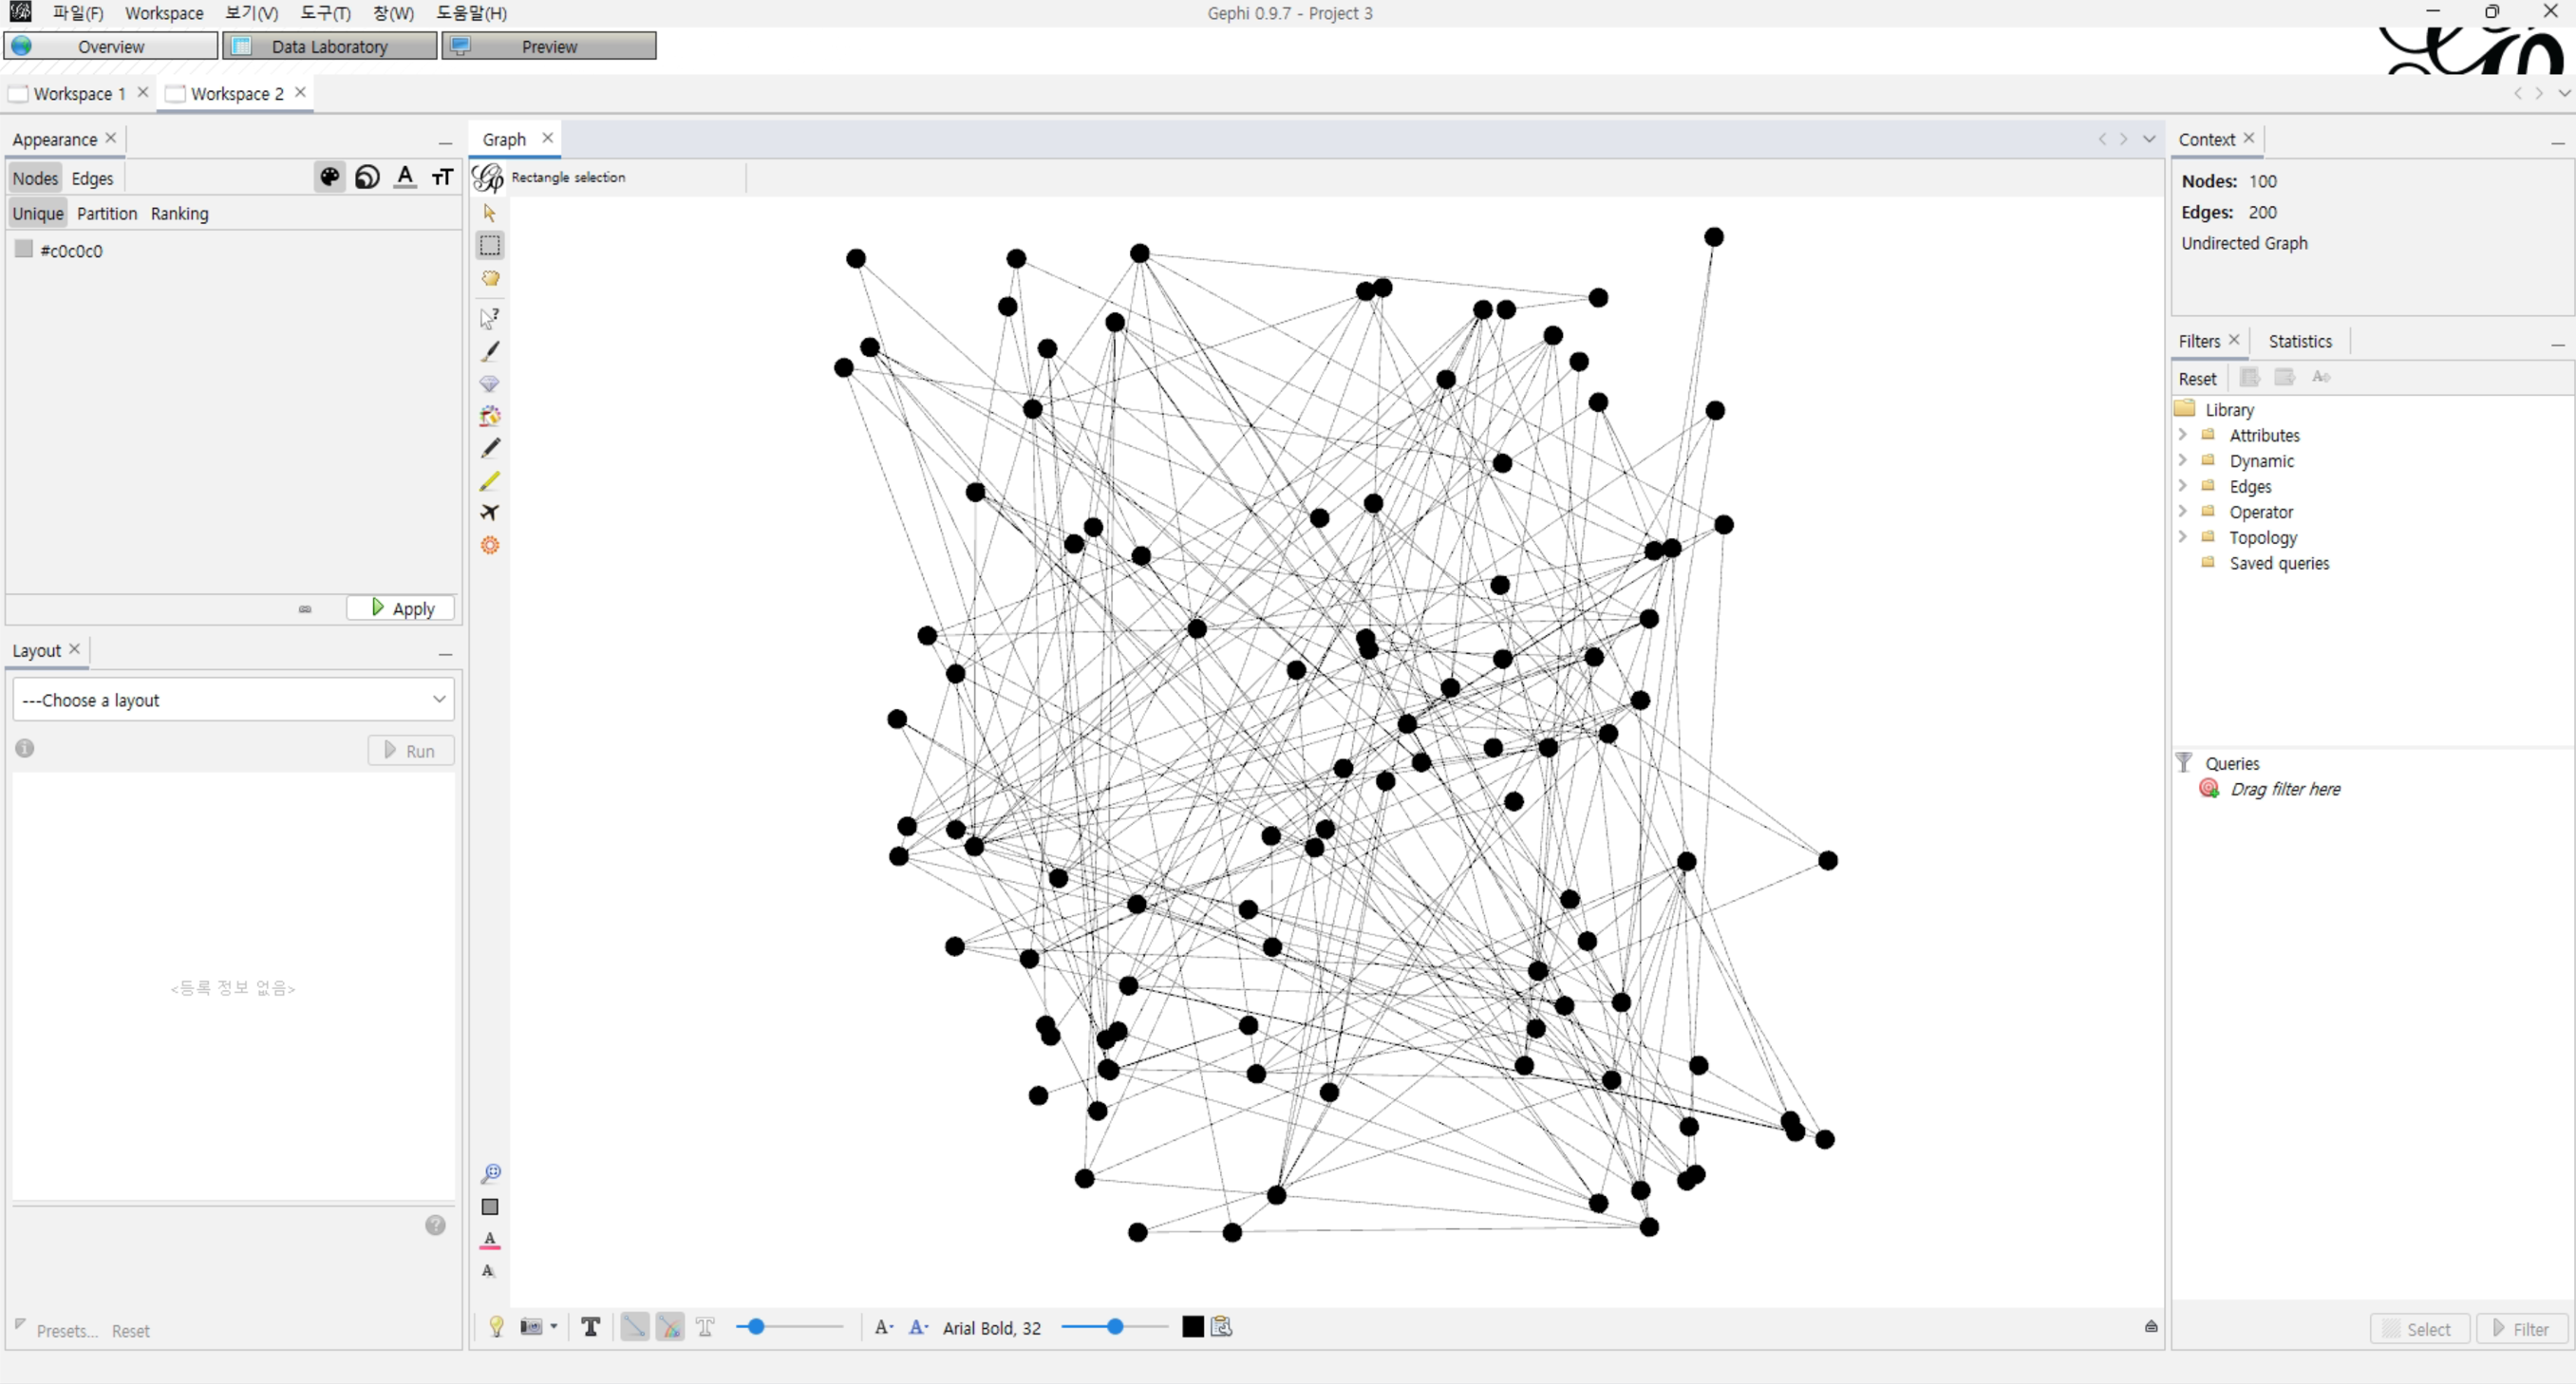 파일(F) Workspace 보기(V) 도구(T) 창(W) 도움말(H) Gephi 0.9.7 - Project 3
Overview Data Laboratory Preview
Workspace 1 Workspace 2
Appearance
Nodes Edges
Unique Partition Ranking
#c0c0c0
Apply
Layout
---Choose a layout
Run
<등록 정보 없음>
Presets... Reset
Graph
Rectangle selection
Arial Bold, 32
Context
Nodes: 100
Edges: 200
Undirected Graph
Filters Statistics
Reset
Library
Attributes
Dynamic
Edges
Operator
Topology
Saved queries
Queries
Drag filter here
Select Filter